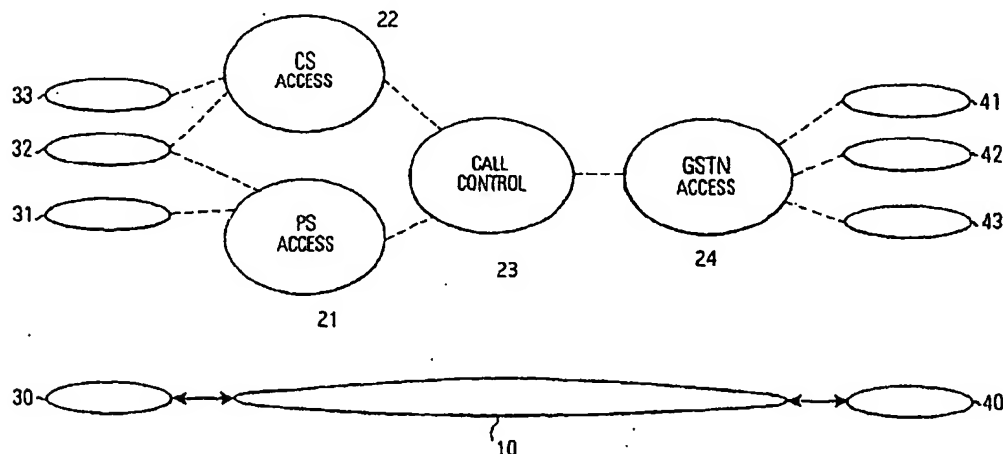 22
CS
ACCESS
33
32
31
CALL
CONTROL
GSTN
ACCESS
41
42
43
PS
ACCESS
23
24
21
30
10
40